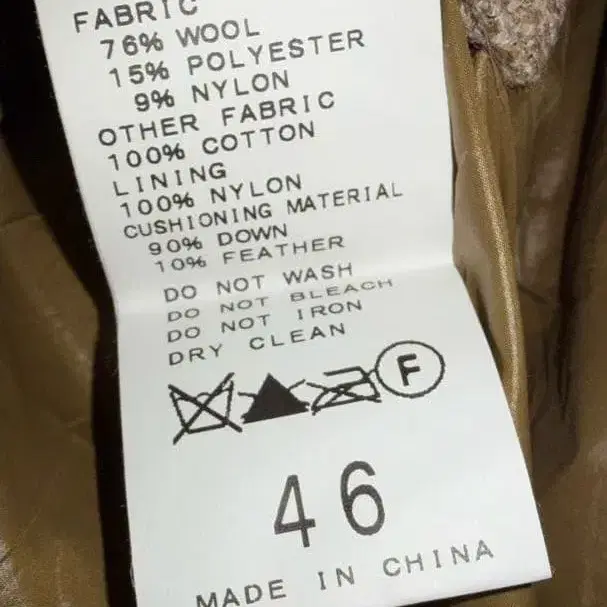 FABRIC
76% WOOL
15% POLYESTER
9% NYLON
OTHER FABRIC
100% COTTON
LINING
100% NYLON
CUSHIONING MATERIAL
90% DOWN
10% FEATHER
DO NOT WASH
DO NOT BLEACH
DO NOT IRON
DRY CLEAN
F
46
MADE IN CHINA